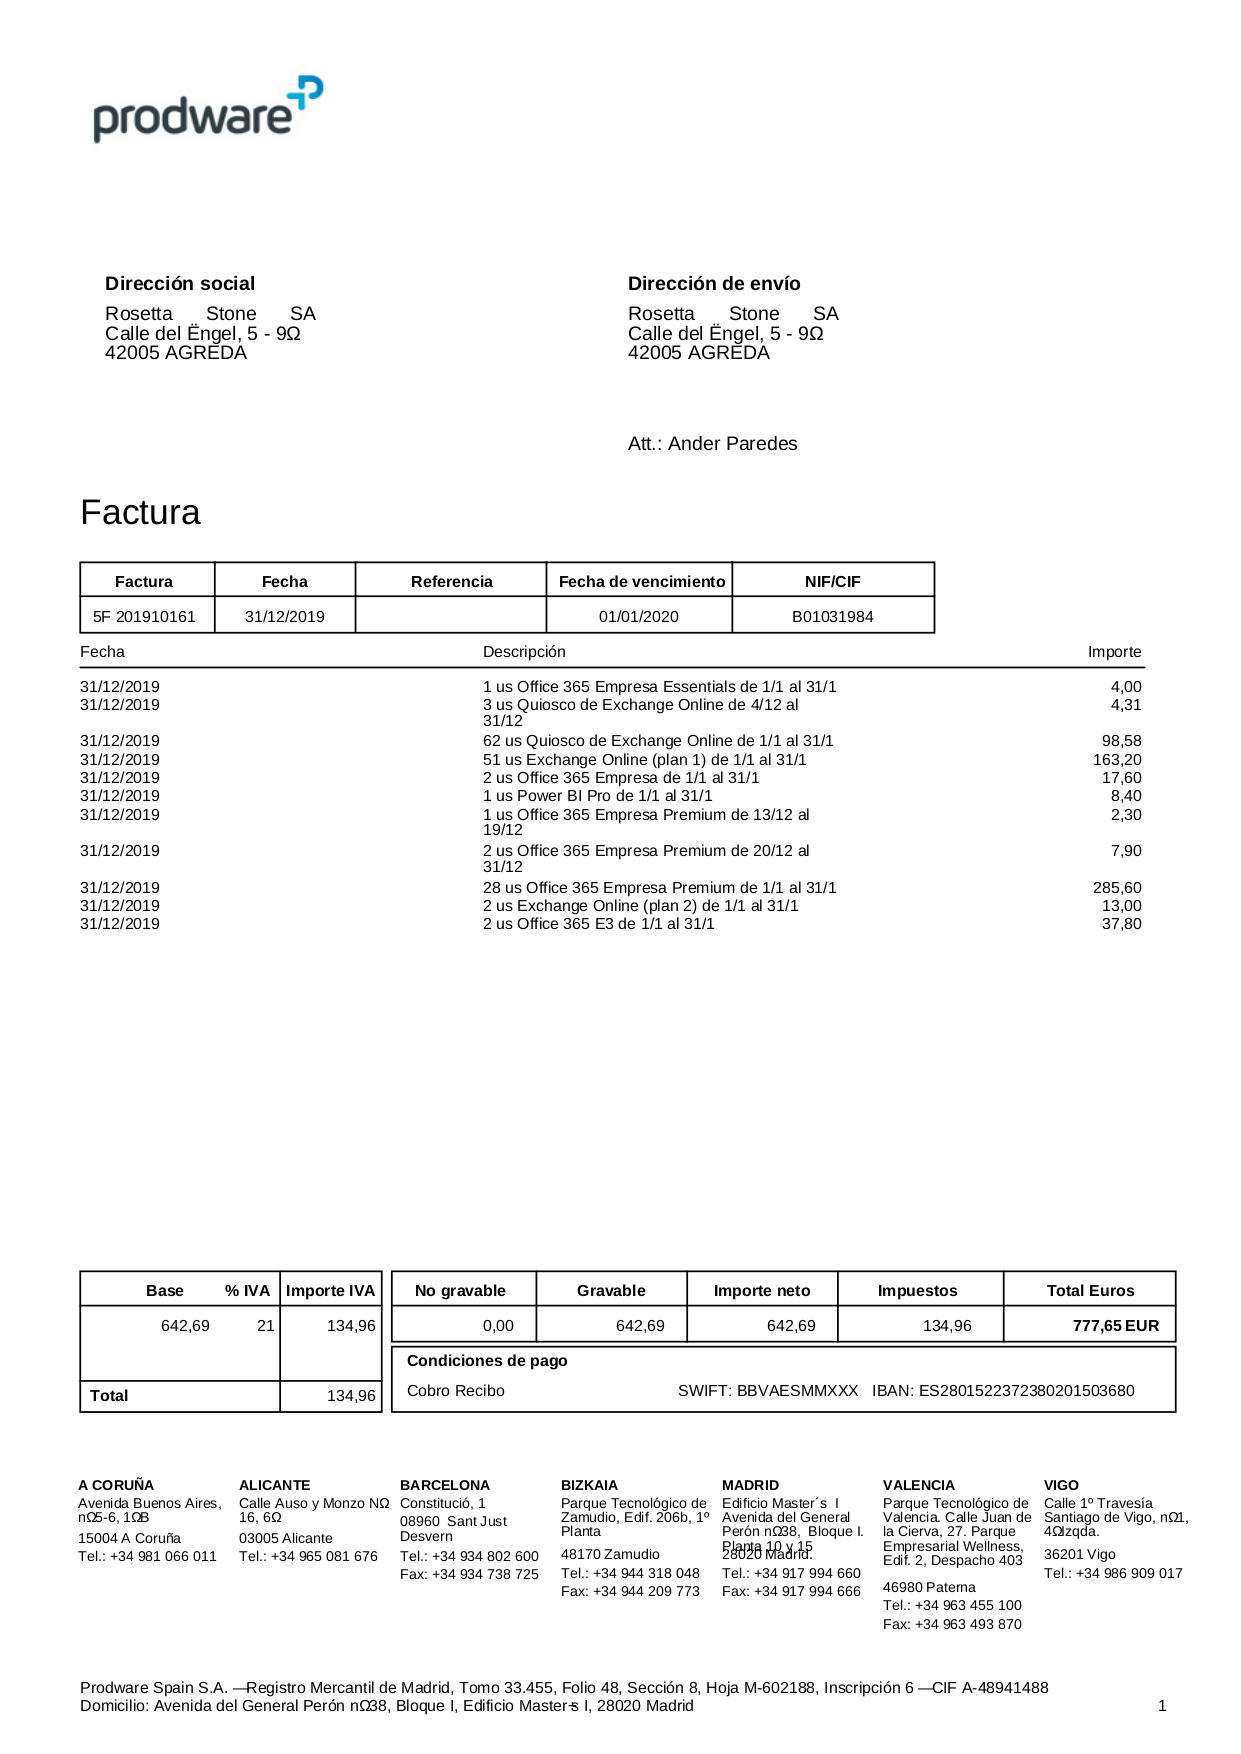 prodware
Dirección social
Rosetta Stone SA
Calle del Ëngel, 5 - 9Ω
42005 AGREDA
Dirección de envío
Rosetta Stone SA
Calle del Ëngel, 5 - 9Ω
42005 AGREDA
Att.: Ander Paredes
Factura
Factura Fecha Referencia Fecha de vencimiento NIF/CIF
5F 201910161 31/12/2019 01/01/2020 B01031984
Fecha Descripción Importe
31/12/2019 1 us Office 365 Empresa Essentials de 1/1 al 31/1 4,00
31/12/2019 3 us Quiosco de Exchange Online de 4/12 al 4,31
31/12
31/12/2019 62 us Quiosco de Exchange Online de 1/1 al 31/1 98,58
31/12/2019 51 us Exchange Online (plan 1) de 1/1 al 31/1 163,20
31/12/2019 2 us Office 365 Empresa de 1/1 al 31/1 17,60
31/12/2019 1 us Power BI Pro de 1/1 al 31/1 8,40
31/12/2019 1 us Office 365 Empresa Premium de 13/12 al 2,30
19/12
31/12/2019 2 us Office 365 Empresa Premium de 20/12 al 7,90
31/12
31/12/2019 28 us Office 365 Empresa Premium de 1/1 al 31/1 285,60
31/12/2019 2 us Exchange Online (plan 2) de 1/1 al 31/1 13,00
31/12/2019 2 us Office 365 E3 de 1/1 al 31/1 37,80
Base % IVA Importe IVA
642,69 21 134,96
Total 134,96
No gravable Gravable Importe neto Impuestos Total Euros
0,00 642,69 642,69 134,96 777,65 EUR
Condiciones de pago
Cobro Recibo SWIFT: BBVAESMMXXX IBAN: ES2801522372380201503680
A CORUÑA
Avenida Buenos Aires,
nΩ5-6, 1ΩB
15004 A Coruña
Tel.: +34 981 066 011
ALICANTE
Calle Auso y Monzo NΩ
16, 6Ω
03005 Alicante
Tel.: +34 965 081 676
BARCELONA
Constitució, 1
08960 Sant Just
Desvern
Tel.: +34 934 802 600
Fax: +34 934 738 725
BIZKAIA
Parque Tecnológico de
Zamudio, Edif. 206b, 1º
Planta
48170 Zamudio
Tel.: +34 944 318 048
Fax: +34 944 209 773
MADRID
Edificio Master´s I
Avenida del General
Perón nΩ38, Bloque I.
Planta 10 y 15
28020 Madrid.
Tel.: +34 917 994 660
Fax: +34 917 994 666
VALENCIA
Parque Tecnológico de
Valencia. Calle Juan de
la Cierva, 27. Parque
Empresarial Wellness,
Edif. 2, Despacho 403
46980 Paterna
Tel.: +34 963 455 100
Fax: +34 963 493 870
VIGO
Calle 1º Travesía
Santiago de Vigo, nΩ1,
4ΩIzqda.
36201 Vigo
Tel.: +34 986 909 017
Prodware Spain S.A. —Registro Mercantil de Madrid, Tomo 33.455, Folio 48, Sección 8, Hoja M-602188, Inscripción 6 —CIF A-48941488
Domicilio: Avenida del General Perón nΩ38, Bloque I, Edificio Master-s I, 28020 Madrid 1